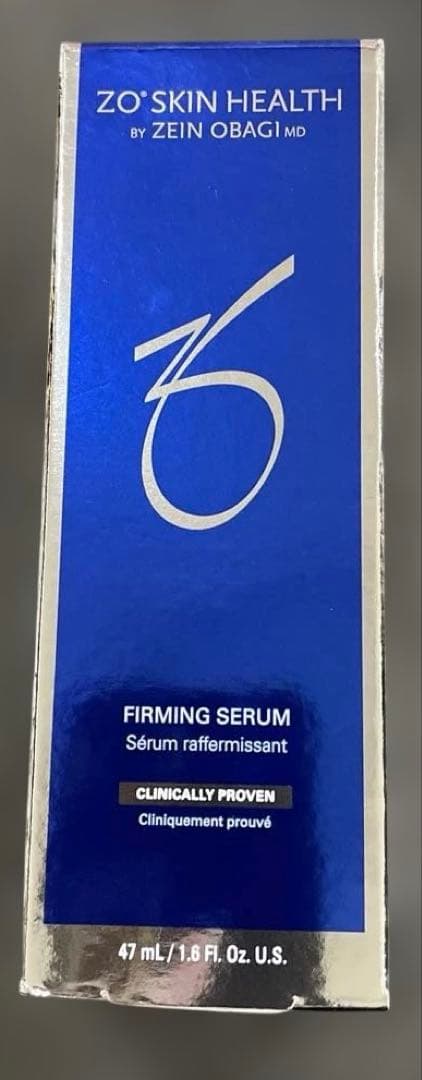 ZO® SKIN HEALTH
BY ZEIN OBAGI MD
FIRMING SERUM
Sérum raffermissant
CLINICALLY PROVEN
Cliniquement prouvé
47 mL / 1.6 Fl. Oz. U.S.